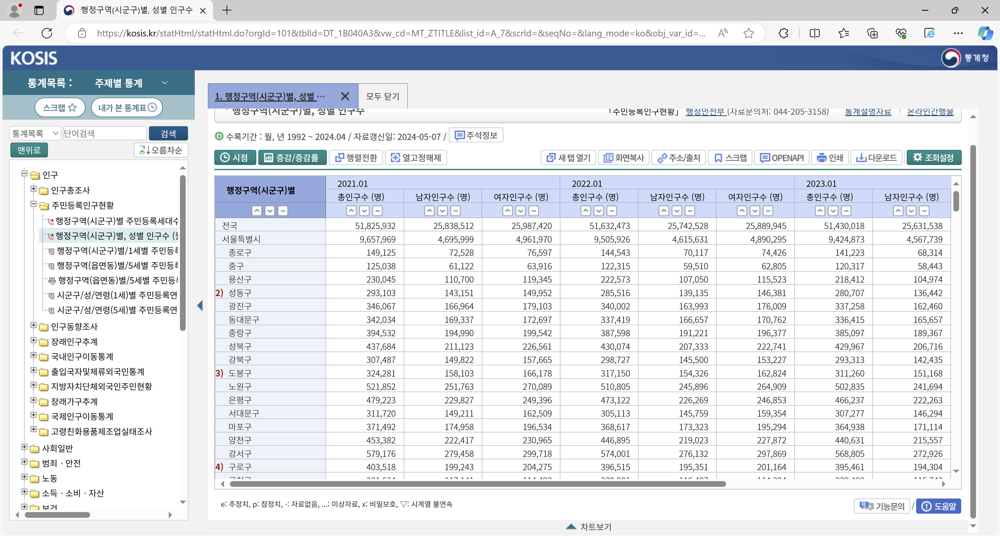 행정구역(시군구)별, 성별 인구수
https://kosis.kr/statHtml/statHtml.do?orgId=101&tblId=DT_1B040A3&vw_cd=MT_ZTITLE&list_id=A_7&scrId=&seqNo=&lang_mode=ko&obj_var_id=...
KOSIS
통계청
통계목록 : 주제별 통계
스크랩 내가 본 통계표
통계목록 단어검색 검색
맨위로 오름차순
인구
인구총조사
주민등록인구현황
행정구역(시군구)별 주민등록세대수
행정구역(시군구)별, 성별 인구수 (월
행정구역(시군구)별/1세별 주민등록
행정구역(읍면동)별/5세별 주민등록
행정구역(읍면동)별/5세별 주민등록
시군구/성/연령(1세)별 주민등록연
시군구/성/연령(5세)별 주민등록연
인구동향조사
장래인구추계
국내인구이동통계
출입국자및체류외국인통계
지방자치단체외국인주민현황
장래가구추계
국제인구이동통계
고령친화용품제조업실태조사
사회일반
범죄 · 안전
노동
소득 · 소비 · 자산
보건
1. 행정구역(시군구)별, 성별 ... 모두 닫기
행정구역(시군구)별, 성별 인구수 「주민등록인구현황」 행정안전부 (자료문의처: 044-205-3158) 통계설명자료 온라인간행물
수록기간 : 월, 년 1992 ~ 2024.04 / 자료갱신일: 2024-05-07 / 주석정보
시점 증감/증감률 행렬전환 열고정해제 새 탭 열기 화면복사 주소/출처 스크랩 OPENAPI 인쇄 다운로드 조회설정
행정구역(시군구)별 2021.01 2022.01 2023.01
총인구수 (명) 남자인구수 (명) 여자인구수 (명) 총인구수 (명) 남자인구수 (명) 여자인구수 (명) 총인구수 (명) 남자인구수 (명)
전국 51,825,932 25,838,512 25,987,420 51,632,473 25,742,528 25,889,945 51,430,018 25,631,538
서울특별시 9,657,969 4,695,999 4,961,970 9,505,926 4,615,631 4,890,295 9,424,873 4,567,739
종로구 149,125 72,528 76,597 144,543 70,117 74,426 141,223 68,314
중구 125,038 61,122 63,916 122,315 59,510 62,805 120,317 58,443
용산구 230,045 110,700 119,345 222,573 107,050 115,523 218,412 104,974
2) 성동구 293,103 143,151 149,952 285,516 139,135 146,381 280,707 136,442
광진구 346,067 166,964 179,103 340,002 163,993 176,009 337,258 162,460
동대문구 342,034 169,337 172,697 337,419 166,657 170,762 336,415 165,657
중랑구 394,532 194,990 199,542 387,598 191,221 196,377 385,097 189,367
성북구 437,684 211,123 226,561 430,074 207,333 222,741 429,967 206,716
강북구 307,487 149,822 157,665 298,727 145,500 153,227 293,313 142,435
3) 도봉구 324,281 158,103 166,178 317,150 154,326 162,824 311,260 151,168
노원구 521,852 251,763 270,089 510,805 245,896 264,909 502,835 241,694
은평구 479,223 229,827 249,396 473,122 226,269 246,853 466,237 222,263
서대문구 311,720 149,211 162,509 305,113 145,759 159,354 307,277 146,294
마포구 371,492 174,958 196,534 368,617 173,323 195,294 364,938 171,114
양천구 453,382 222,417 230,965 446,895 219,023 227,872 440,631 215,557
강서구 579,176 279,458 299,718 574,001 276,132 297,869 568,805 272,926
4) 구로구 403,518 199,243 204,275 396,515 195,351 201,164 395,461 194,304
e: 추정치, p: 잠정치, -: 자료없음, ...: 미상자료, x: 비밀보호, ▽: 시계열 불연속
기능문의 / 도움말
차트보기